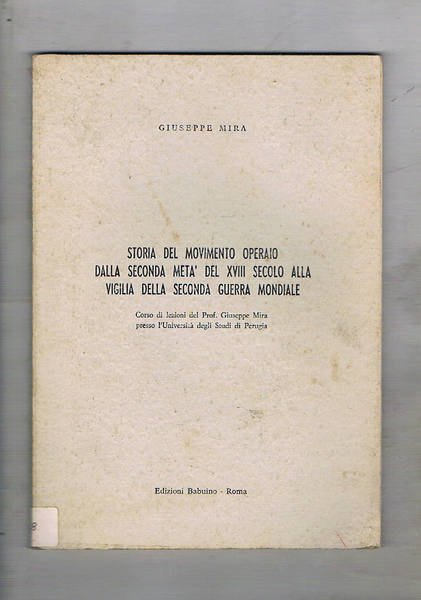 GIUSEPPE MIRA
STORIA DEL MOVIMENTO OPERAIO
DALLA SECONDA META' DEL XVIII SECOLO ALLA
VIGILIA DELLA SECONDA GUERRA MONDIALE
Corso di lezioni del Prof. Giuseppe Mira
presso l'Università degli Studi di Perugia
Edizioni Babuino - Roma
8